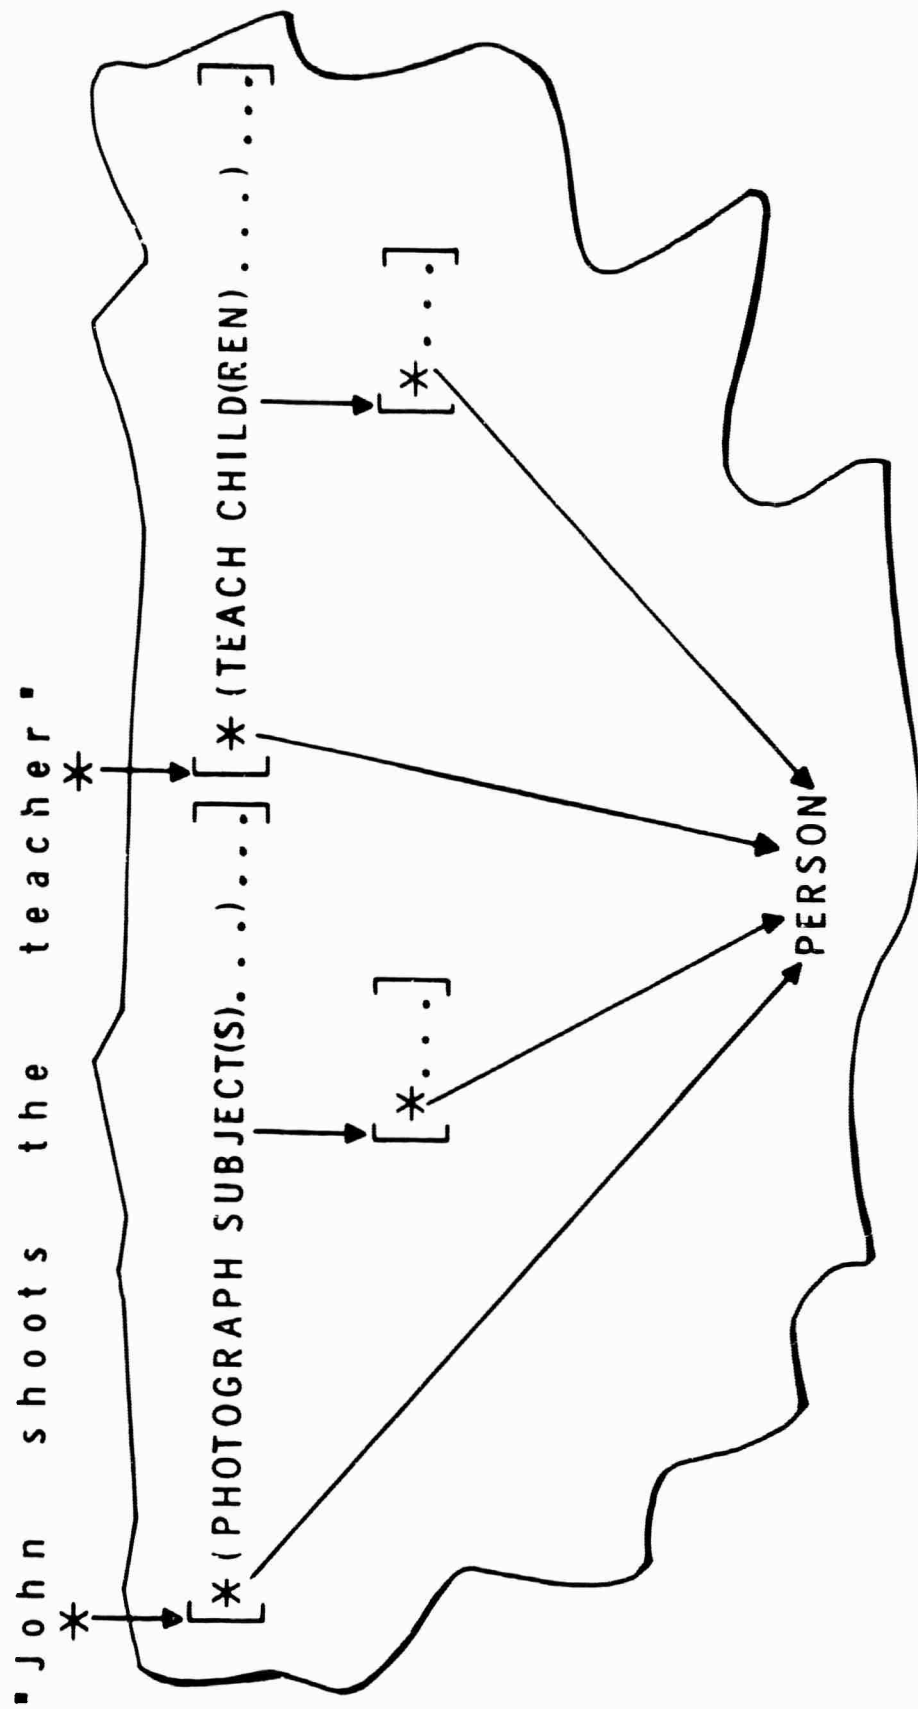 "John shoots the teacher"
* *
[*(PHOTOGRAPH SUBJECT(S). . .). . .] [*(TEACH CHILD(REN). . . .). . .]
[*. . .] [*. . .]
PERSON